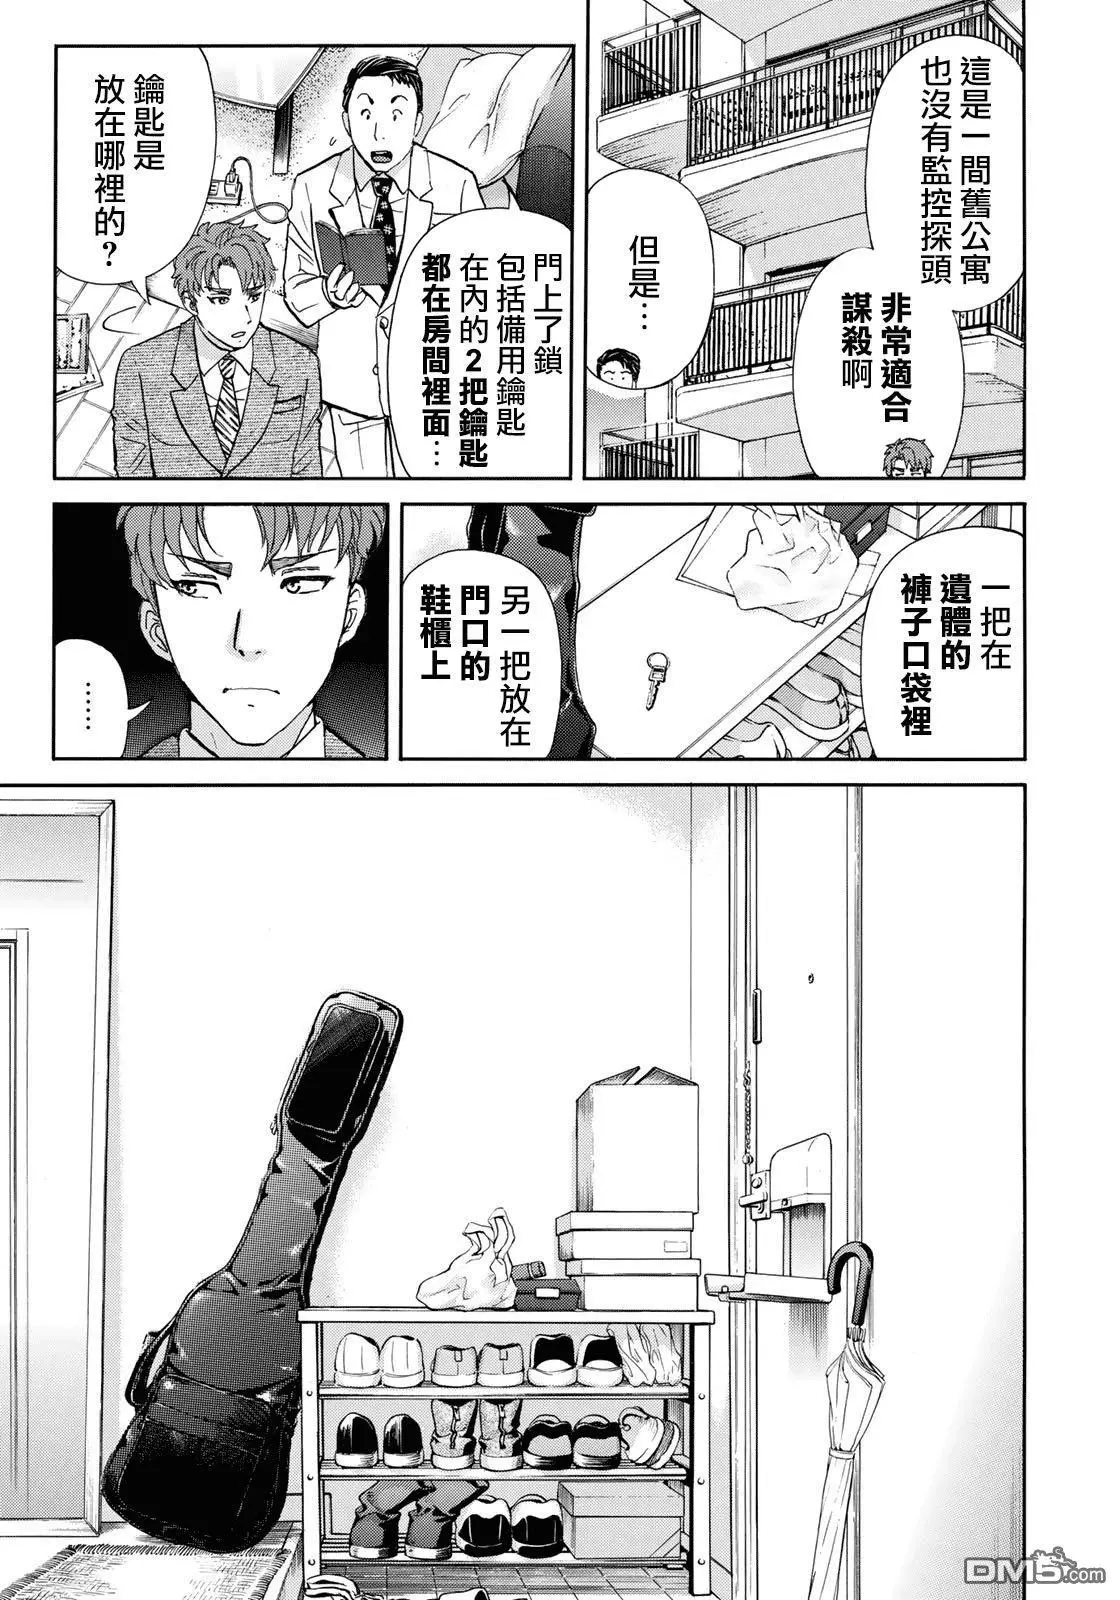 這是一間舊公寓
也沒有監控探頭
非常適合
謀殺啊
但是…
門上了鎖
包括備用鑰匙
在內的2把鑰匙
都在房間裡面…
鑰匙是
放在哪裡的?
一把在
遺體的
褲子口袋裡
另一把放在
門口的
鞋櫃上
……
DM5.com